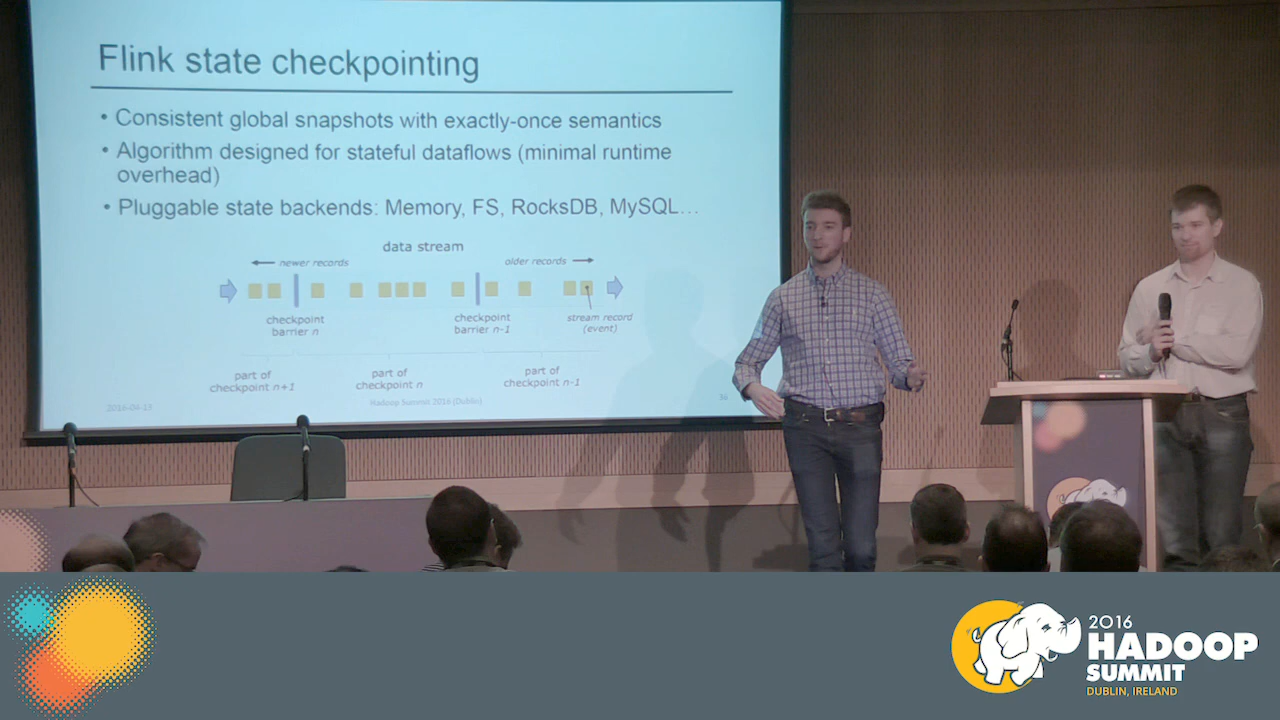 Flink state checkpointing
• Consistent global snapshots with exactly-once semantics
• Algorithm designed for stateful dataflows (minimal runtime
overhead)
• Pluggable state backends: Memory, FS, RocksDB, MySQL...
data stream
newer records
older records
checkpoint
barrier n
checkpoint
barrier n-1
stream record
(event)
part of
checkpoint n+1
part of
checkpoint n
part of
checkpoint n-1
2016-04-13
Hadoop Summit 2016 (Dublin)
2016
HADOOP
SUMMIT
DUBLIN, IRELAND